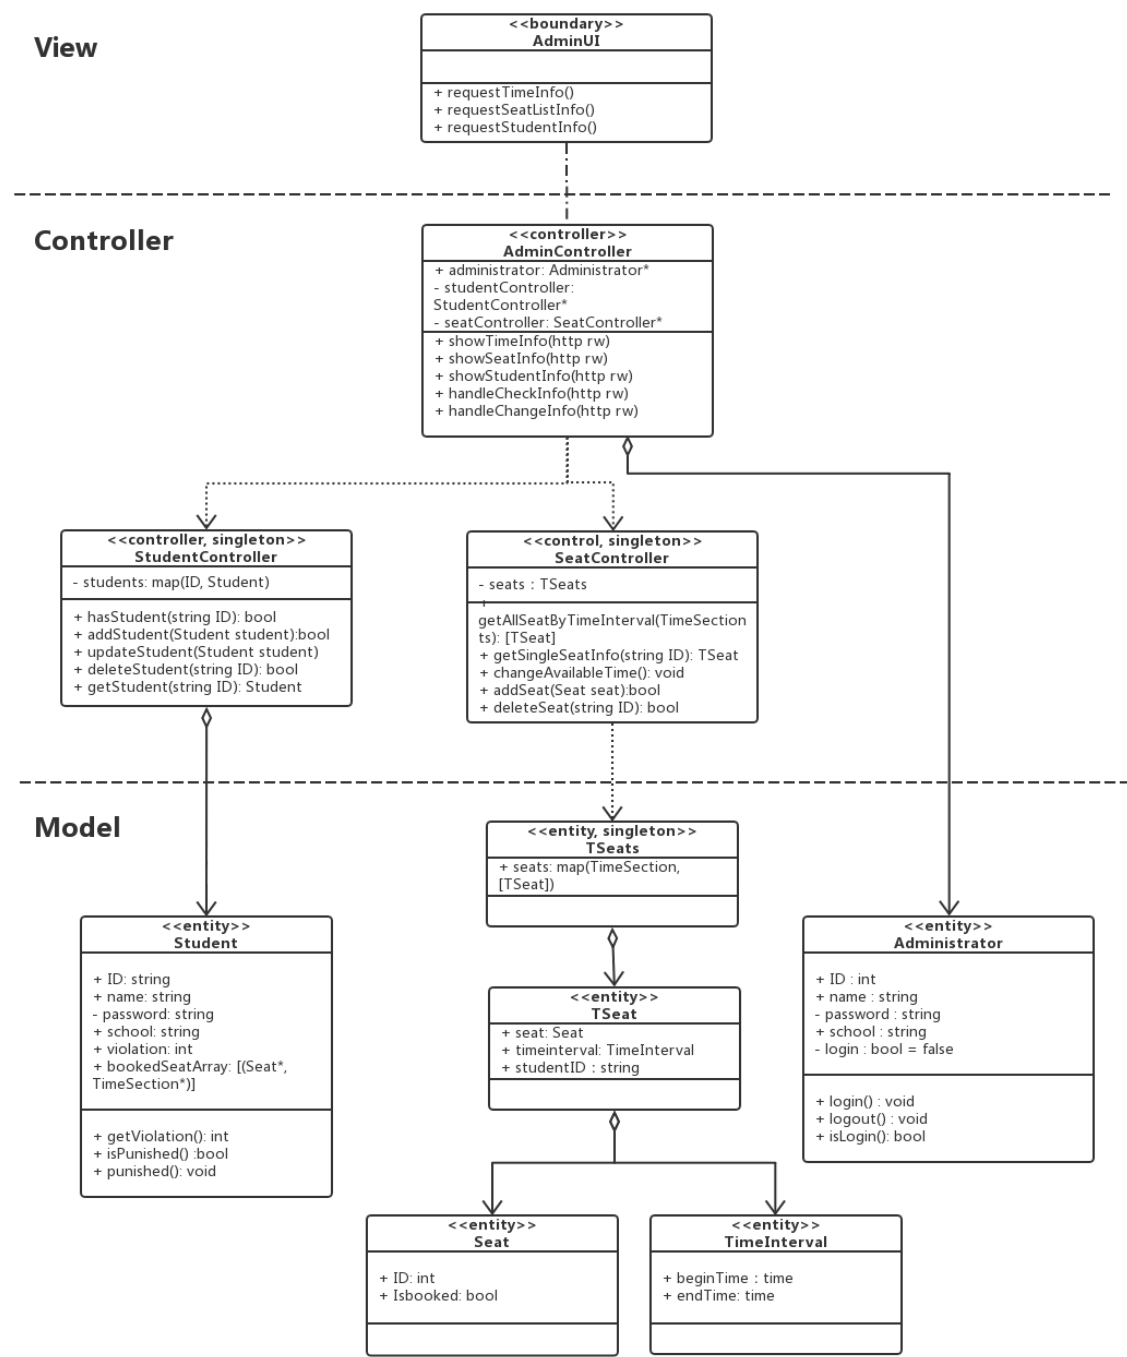 View
<<boundary>>
AdminUI
+ requestTimeInfo()
+ requestSeatListInfo()
+ requestStudentInfo()
Controller
<<controller>>
AdminController
+ administrator: Administrator*
- studentController:
StudentController*
- seatController: SeatController*
+ showTimeInfo(http rw)
+ showSeatInfo(http rw)
+ showStudentInfo(http rw)
+ handleCheckInfo(http rw)
+ handleChangeInfo(http rw)
<<controller, singleton>>
StudentController
- students: map(ID, Student)
+ hasStudent(string ID): bool
+ addStudent(Student student):bool
+ updateStudent(Student student)
+ deleteStudent(string ID): bool
+ getStudent(string ID): Student
<<control, singleton>>
SeatController
- seats : TSeats
+
getAllSeatByTimeInterval(TimeSection
ts): [TSeat]
+ getSingleSeatInfo(string ID): TSeat
+ changeAvailableTime(): void
+ addSeat(Seat seat):bool
+ deleteSeat(string ID): bool
Model
<<entity, singleton>>
TSeats
+ seats: map(TimeSection,
[TSeat])
<<entity>>
Student
+ ID: string
+ name: string
- password: string
+ school: string
+ violation: int
+ bookedSeatArray: [(Seat*,
TimeSection*)]
+ getViolation(): int
+ isPunished() :bool
+ punished(): void
<<entity>>
TSeat
+ seat: Seat
+ timeinterval: TimeInterval
+ studentID : string
<<entity>>
Administrator
+ ID : int
+ name : string
- password : string
+ school : string
- login : bool = false
+ login() : void
+ logout() : void
+ isLogin(): bool
<<entity>>
Seat
+ ID: int
+ Isbooked: bool
<<entity>>
TimeInterval
+ beginTime : time
+ endTime: time